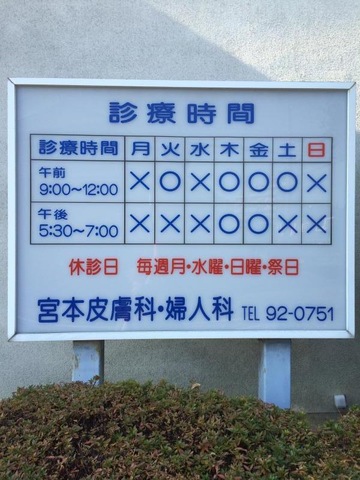 診療時間
診療時間 月 火 水 木 金 土 日
午前 9:00～12:00 × ○ × ○ ○ ○ ×
午後 5:30～7:00 × × × ○ ○ × ×
休診日 毎週月・水曜・日曜・祭日
宮本皮膚科・婦人科 TEL 92-0751